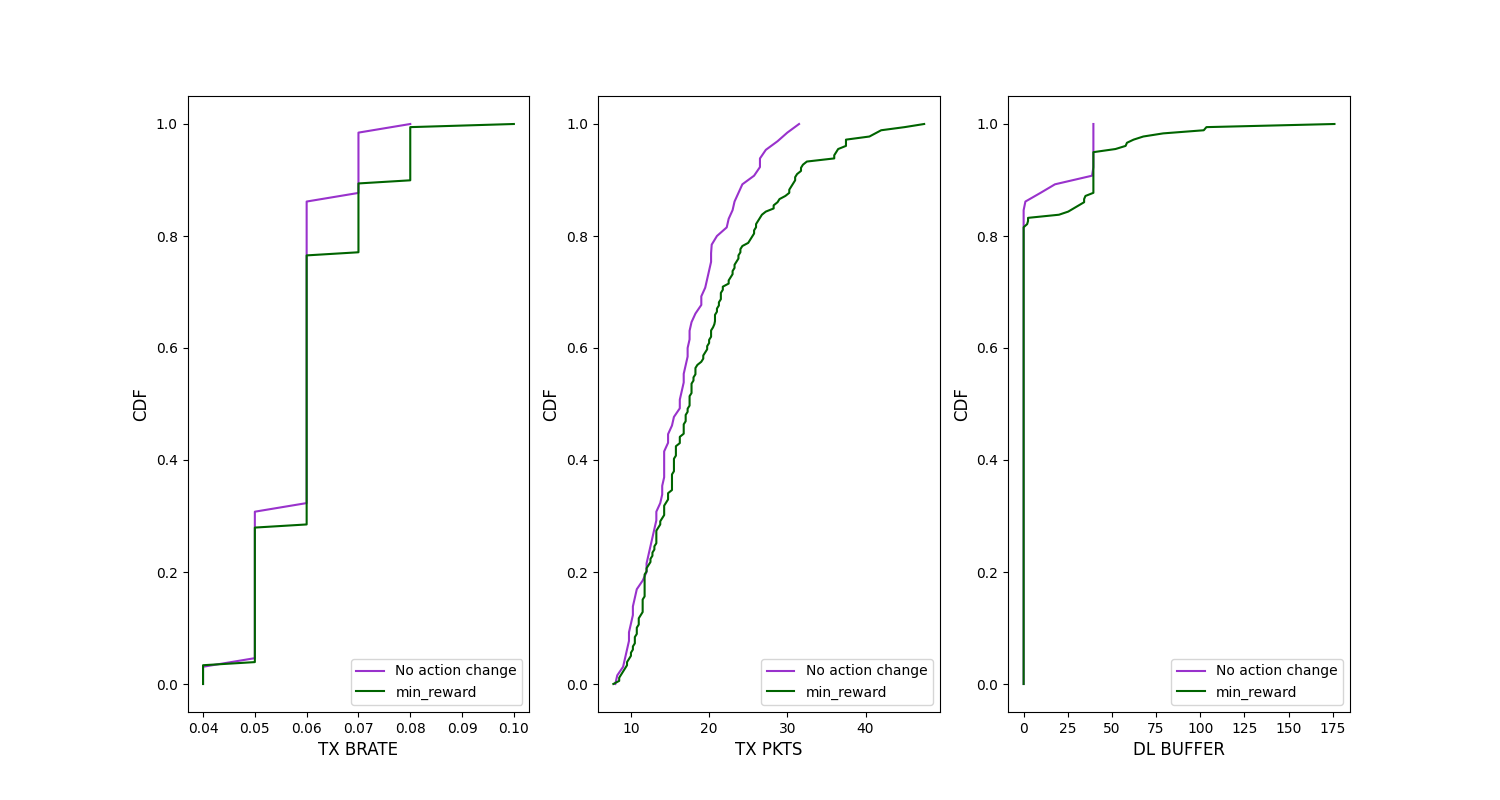 1.0
0.8
0.6
0.4
0.2
0.0
CDF
0.04 0.05 0.06 0.07 0.08 0.09 0.10
TX BRATE
No action change
min_reward
1.0
0.8
0.6
0.4
0.2
0.0
CDF
10 20 30 40
TX PKTS
No action change
min_reward
1.0
0.8
0.6
0.4
0.2
0.0
CDF
0 25 50 75 100 125 150 175
DL BUFFER
No action change
min_reward